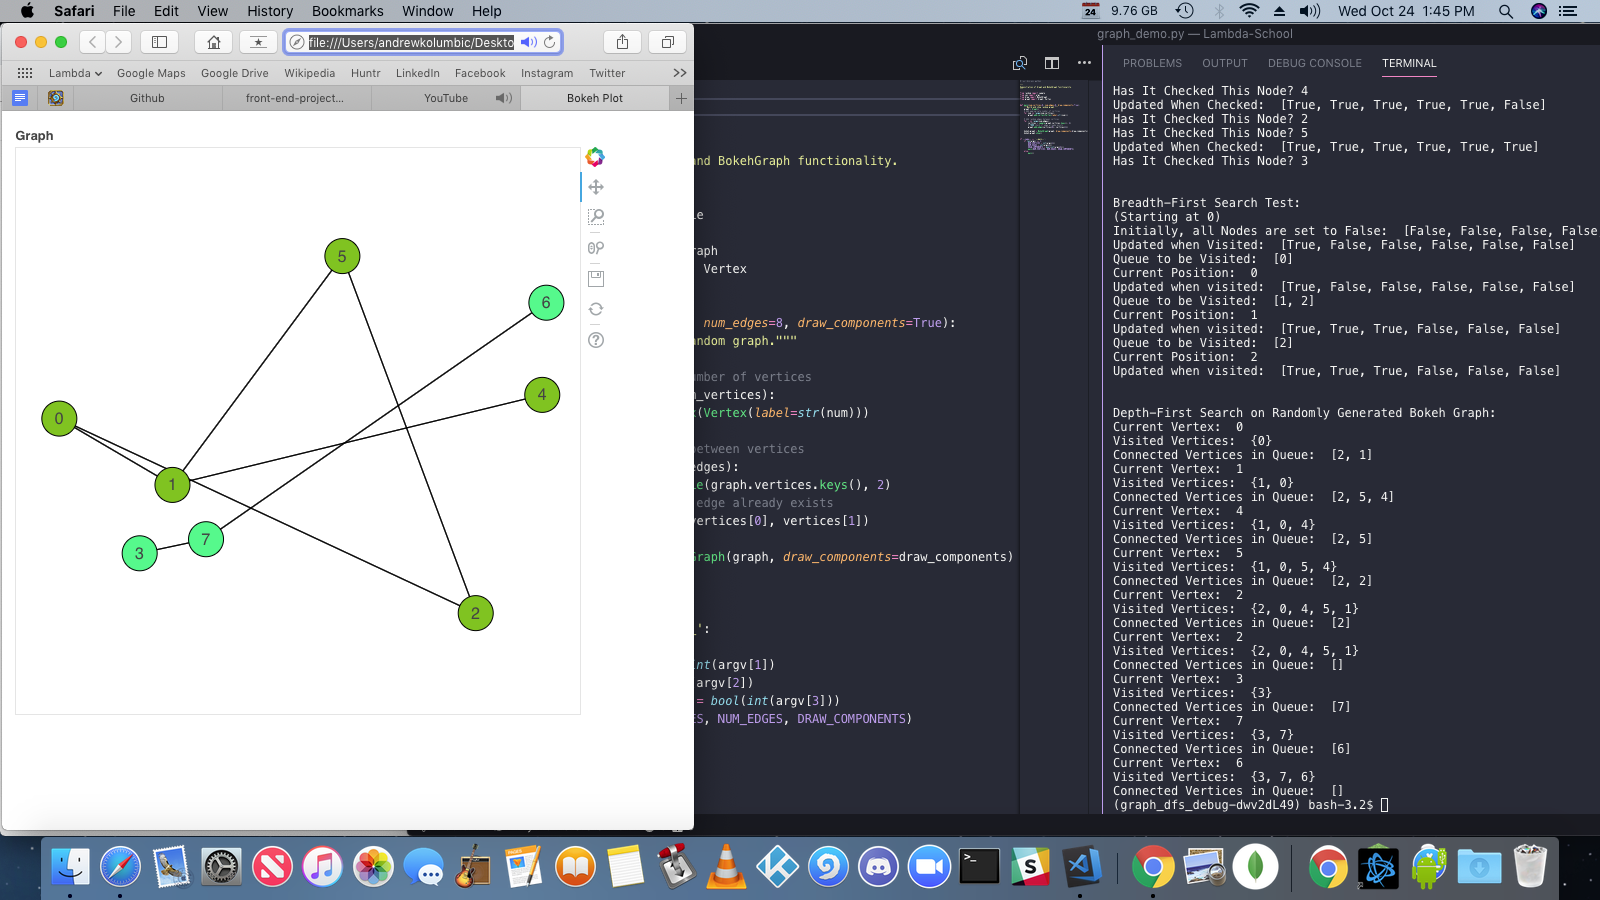 Safari File Edit View History Bookmarks Window Help
24 9.76 GB Wed Oct 24 1:45 PM
file:///Users/andrewkolumbic/Deskto
Lambda Google Maps Google Drive Wikipedia Huntr LinkedIn Facebook Instagram Twitter >>
Github front-end-project... YouTube Bokeh Plot
Graph
5
6
4
0
1
7
3
2
graph_demo.py — Lambda-School
and BokehGraph functionality.
le
raph
Vertex
num_edges=8, draw_components=True):
andom graph."""
mber of vertices
_vertices):
(Vertex(label=str(num)))
between vertices
edges):
le(graph.vertices.keys(), 2)
edge already exists
vertices[0], vertices[1])
Graph(graph, draw_components=draw_components)
_':
int(argv[1])
argv[2])
= bool(int(argv[3]))
ES, NUM_EDGES, DRAW_COMPONENTS)
PROBLEMS OUTPUT DEBUG CONSOLE TERMINAL
Has It Checked This Node? 4
Updated When Checked:  [True, True, True, True, True, False]
Has It Checked This Node? 2
Has It Checked This Node? 5
Updated When Checked:  [True, True, True, True, True, True]
Has It Checked This Node? 3
Breadth-First Search Test:
(Starting at 0)
Initially, all Nodes are set to False:  [False, False, False, False
Updated when Visited:  [True, False, False, False, False, False]
Queue to be Visited:  [0]
Current Position:  0
Updated when visited:  [True, False, False, False, False, False]
Queue to be Visited:  [1, 2]
Current Position:  1
Updated when visited:  [True, True, True, False, False, False]
Queue to be Visited:  [2]
Current Position:  2
Updated when visited:  [True, True, True, False, False, False]
Depth-First Search on Randomly Generated Bokeh Graph:
Current Vertex:  0
Visited Vertices:  {0}
Connected Vertices in Queue:  [2, 1]
Current Vertex:  1
Visited Vertices:  {1, 0}
Connected Vertices in Queue:  [2, 5, 4]
Current Vertex:  4
Visited Vertices:  {1, 0, 4}
Connected Vertices in Queue:  [2, 5]
Current Vertex:  5
Visited Vertices:  {1, 0, 5, 4}
Connected Vertices in Queue:  [2, 2]
Current Vertex:  2
Visited Vertices:  {2, 0, 4, 5, 1}
Connected Vertices in Queue:  [2]
Current Vertex:  2
Visited Vertices:  {2, 0, 4, 5, 1}
Connected Vertices in Queue:  []
Current Vertex:  3
Visited Vertices:  {3}
Connected Vertices in Queue:  [7]
Current Vertex:  7
Visited Vertices:  {3, 7}
Connected Vertices in Queue:  [6]
Current Vertex:  6
Visited Vertices:  {3, 7, 6}
Connected Vertices in Queue:  []
(graph_dfs_debug-dwv2dL49) bash-3.2$